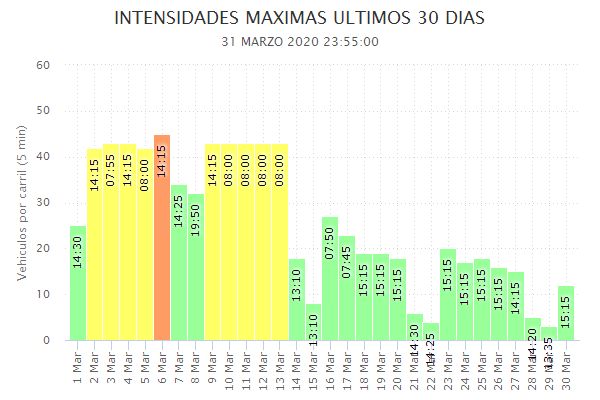 INTENSIDADES MAXIMAS ULTIMOS 30 DIAS
31 MARZO 2020 23:55:00
Vehiculos por carril (5 min)
60
50
40
30
20
10
0
14:30
14:15
07:55
14:15
08:00
14:15
14:25
19:50
14:15
08:00
08:00
08:00
08:00
13:10
13:10
07:50
07:45
15:15
15:15
15:15
14:30
14:25
15:15
15:15
15:15
15:15
14:15
14:20
13:35
15:15
1 Mar
2 Mar
3 Mar
4 Mar
5 Mar
6 Mar
7 Mar
8 Mar
9 Mar
10 Mar
11 Mar
12 Mar
13 Mar
14 Mar
15 Mar
16 Mar
17 Mar
18 Mar
19 Mar
20 Mar
21 Mar
22 Mar
23 Mar
24 Mar
25 Mar
26 Mar
27 Mar
28 Mar
29 Mar
30 Mar